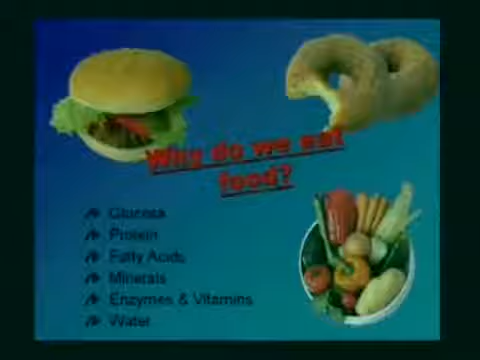 Why do we eat
food?
Glucose
Protein
Fatty Acids
Minerals
Enzymes & Vitamins
Water